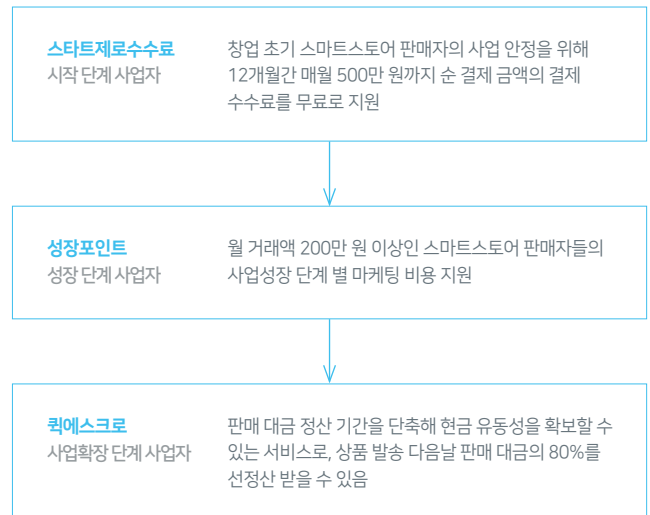 스타트제로수수료
시작 단계 사업자
창업 초기 스마트스토어 판매자의 사업 안정을 위해
12개월간 매월 500만 원까지 순 결제 금액의 결제
수수료를 무료로 지원
성장포인트
성장 단계 사업자
월 거래액 200만 원 이상인 스마트스토어 판매자들의
사업성장 단계 별 마케팅 비용 지원
퀵에스크로
사업확장 단계 사업자
판매 대금 정산 기간을 단축해 현금 유동성을 확보할 수
있는 서비스로, 상품 발송 다음날 판매 대금의 80%를
선정산 받을 수 있음